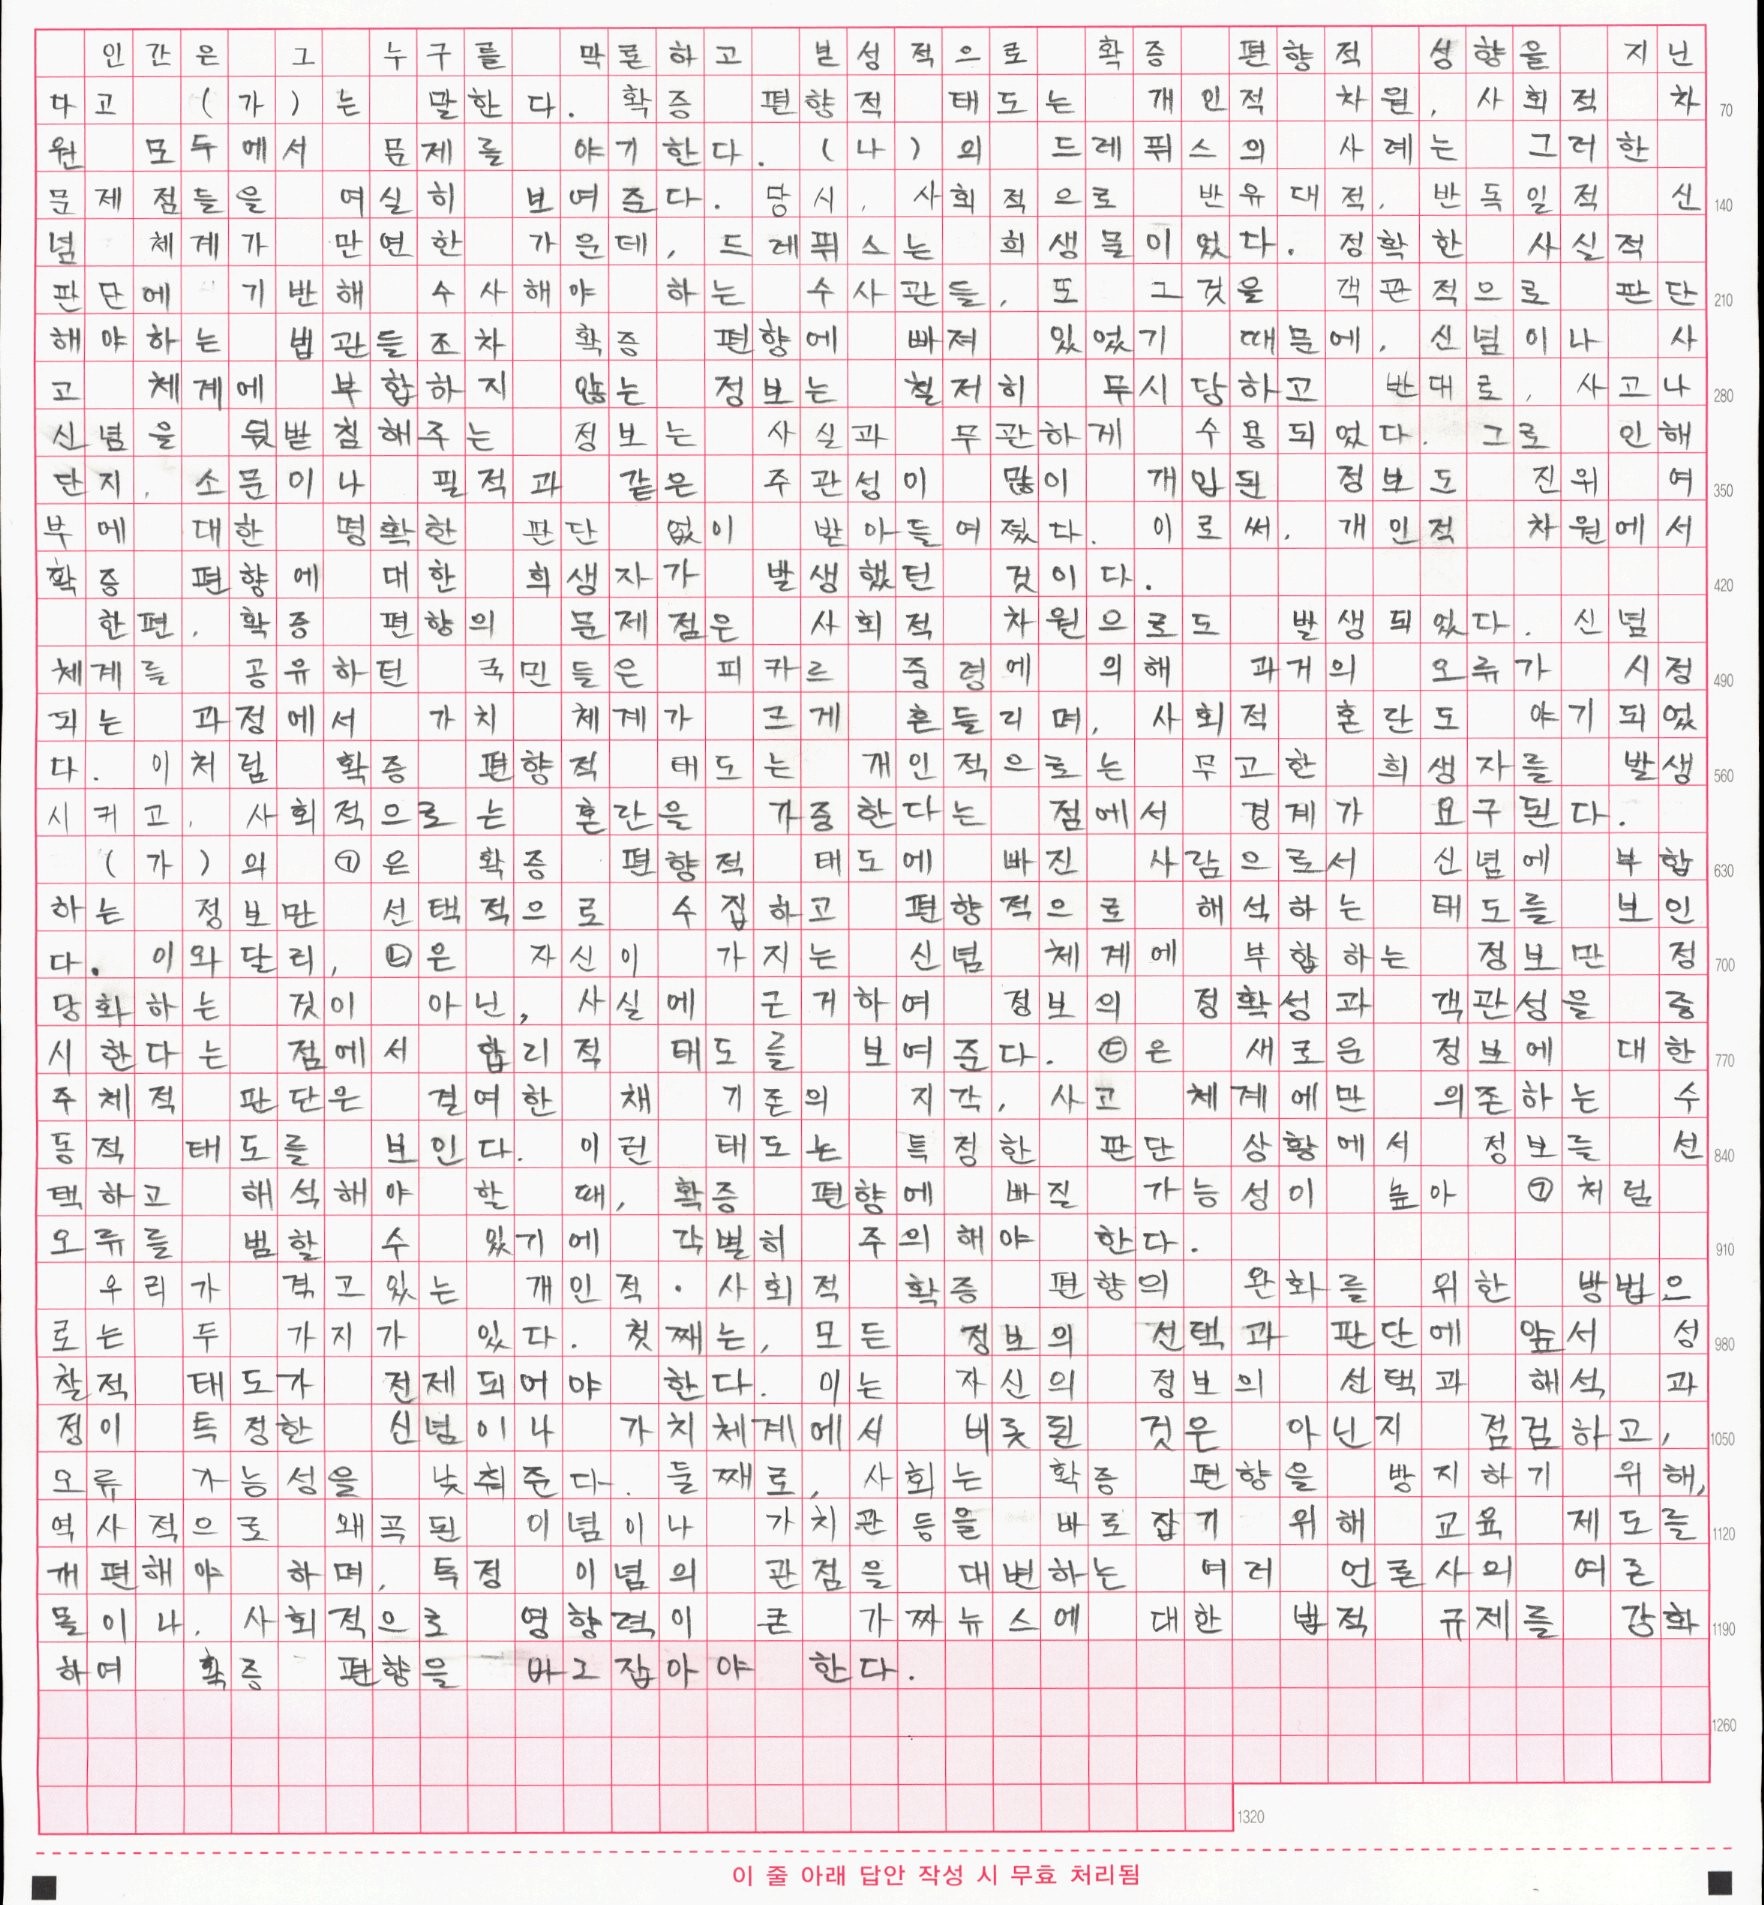 인간은 그 누구를 막론하고 본성적으로 확증 편향적 성향을 지닌
다고 (가)는 말한다. 확증 편향적 태도는 개인적 차원, 사회적 차
70
원 모두에서 문제를 야기한다. (나)의 드레퓌스의 사례는 그러한
문제점들을 여실히 보여준다. 당시, 사회적으로 반유대적, 반독일적 신
140
념 체계가 만연한 가운데, 드레퓌스는 희생물이었다. 정확한 사실적
판단에 기반해 수사해야 하는 수사관들, 또 그것을 객관적으로 판단
210
해야하는 법관들조차 확증 편향에 빠져 있었기 때문에, 신념이나 사
고 체계에 부합하지 않는 정보는 철저히 무시당하고 반대로, 사고나
280
신념을 뒷받침해주는 정보는 사실과 무관하게 수용되었다. 그로 인해
단지, 소문이나 필적과 같은 주관성이 많이 개입된 정보도 진위 여
350
부에 대한 명확한 판단 없이 받아들여졌다. 이로써, 개인적 차원에서
확증 편향에 대한 희생자가 발생했던 것이다.
420
한편, 확증 편향의 문제점은 사회적 차원으로도 발생되었다. 신념
체계를 공유하던 국민들은 피카르 중령에 의해 과거의 오류가 시정
490
되는 과정에서 가치 체계가 크게 흔들리며, 사회적 혼란도 야기되었
다. 이처럼 확증 편향적 태도는 개인적으로는 무고한 희생자를 발생
560
시키고, 사회적으로는 혼란을 가중한다는 점에서 경계가 요구된다.
(가)의 ㉠은 확증 편향적 태도에 빠진 사람으로서 신념에 부합
630
하는 정보만 선택적으로 수집하고 편향적으로 해석하는 태도를 보인
다. 이와달리, ㉡은 자신이 가지는 신념 체계에 부합하는 정보만 정
700
당화하는 것이 아닌, 사실에 근거하여 정보의 정확성과 객관성을 중
시한다는 점에서 합리적 태도를 보여준다. ㉢은 새로운 정보에 대한
770
주체적 판단은 결여한 채 기존의 지각, 사고 체계에만 의존하는 수
동적 태도를 보인다. 이런 태도는 특정한 판단 상황에서 정보를 선
840
택하고 해석해야 할 때, 확증 편향에 빠질 가능성이 높아 ㉠처럼
오류를 범할 수 있기에 각별히 주의해야 한다.
910
우리가 겪고있는 개인적·사회적 확증 편향의 완화를 위한 방법으
로는 두 가지가 있다. 첫째는, 모든 정보의 선택과 판단에 앞서 성
980
찰적 태도가 전제되어야 한다. 이는 자신의 정보의 선택과 해석 과
정이 특정한 신념이나 가치체계에서 비롯된 것은 아닌지 점검하고,
1050
오류 가능성을 낮춰준다. 둘째로, 사회는 확증 편향을 방지하기 위해,
역사적으로 왜곡된 이념이나 가치관등을 바로잡기 위해 교육 제도를
1120
개편해야 하며, 특정 이념의 관점을 대변하는 여러 언론사의 여론
몰이나, 사회적으로 영향력이 큰 가짜뉴스에 대한 법적 규제를 강화
1190
하여 확증 편향을 바로잡아야 한다.
1260
1320
이 줄 아래 답안 작성 시 무효 처리됨